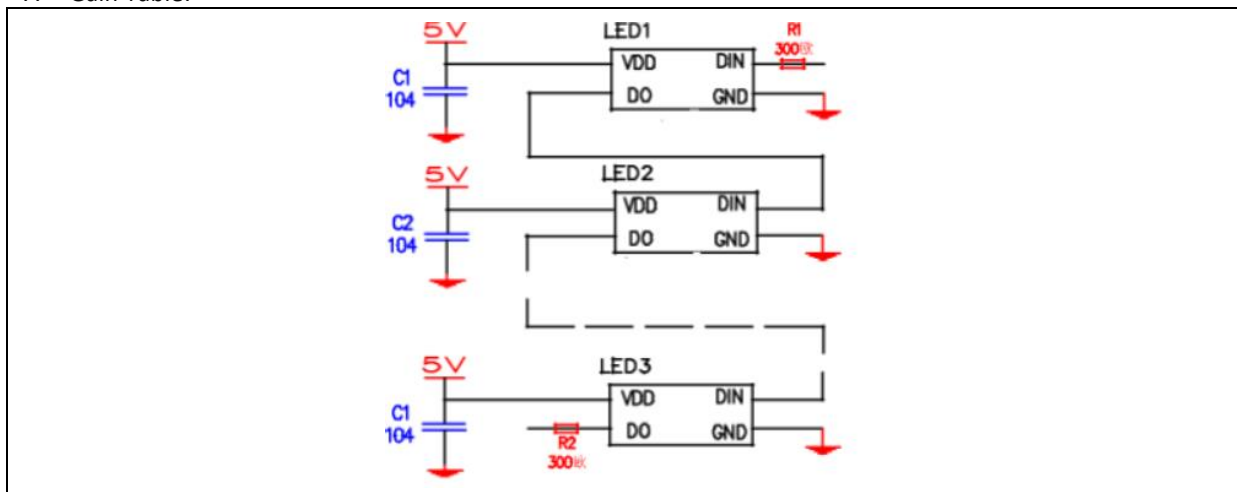 5V
LED1
R1
300欧
VDD DIN
C1
104
DO GND
5V
LED2
VDD DIN
C2
104
DO GND
5V
LED3
VDD DIN
C1
104
DO GND
R2
300欧